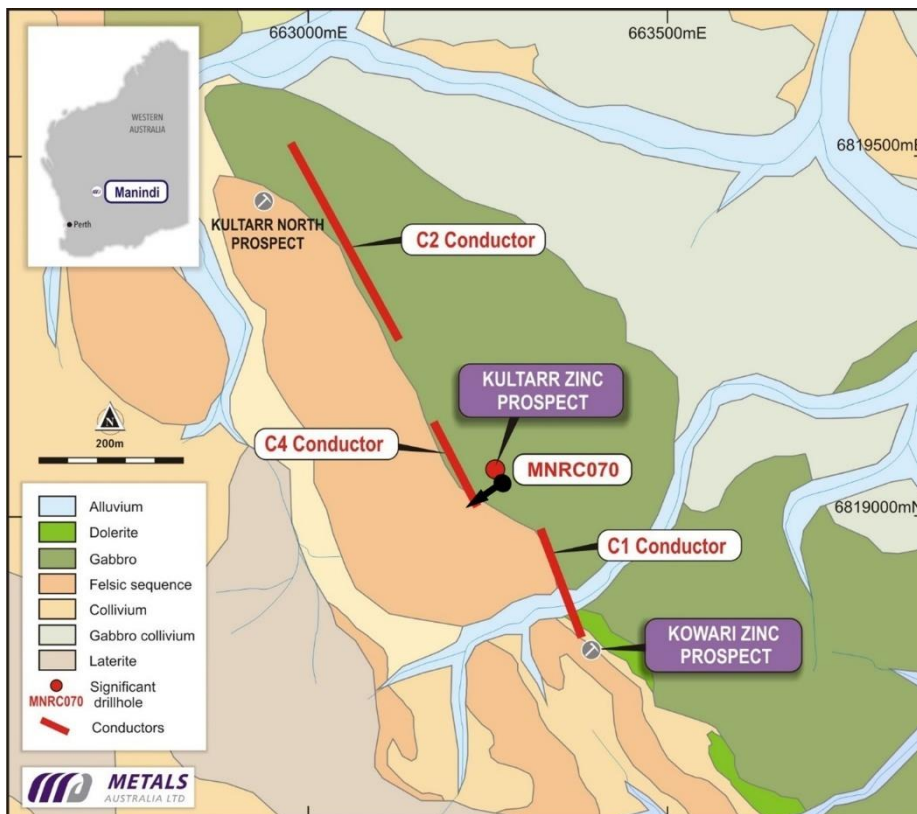 663000mE
663500mE
WESTERN
AUSTRALIA
Manindi
Perth
6819500mE
KULTARR NORTH
PROSPECT
C2 Conductor
KULTARR ZINC
PROSPECT
N
200m
C4 Conductor
MNRC070
6819000mN
C1 Conductor
KOWARI ZINC
PROSPECT
Alluvium
Dolerite
Gabbro
Felsic sequence
Collivium
Gabbro collivium
Laterite
MNRC070
Significant
drillhole
Conductors
METALS
AUSTRALIA LTD